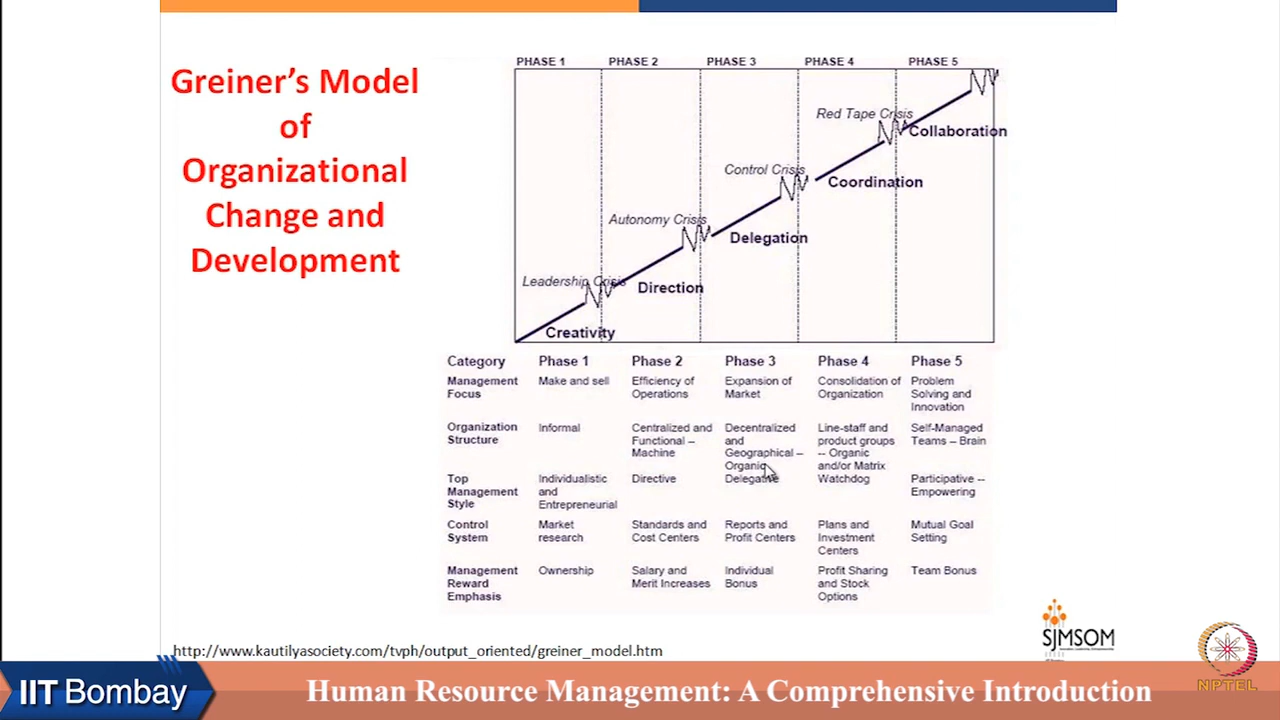 Greiner's Model
of
Organizational
Change and
Development
PHASE 1 PHASE 2 PHASE 3 PHASE 4 PHASE 5
Red Tape Crisis
Collaboration
Control Crisis
Coordination
Autonomy Crisis
Delegation
Leadership Crisis
Direction
Creativity
Category Phase 1 Phase 2 Phase 3 Phase 4 Phase 5
Management Make and sell Efficiency of Expansion of Consolidation of Problem
Focus Operations Market Organization Solving and
Innovation
Organization Informal Centralized and Decentralized Line-staff and Self-Managed
Structure Functional – and product groups Teams – Brain
Machine Geographical – -- Organic
Organic and/or Matrix
Top Individualistic Directive Delegative Watchdog Participative --
Management and Empowering
Style Entrepreneurial
Control Market Standards and Reports and Plans and Mutual Goal
System research Cost Centers Profit Centers Investment Setting
Centers
Management Ownership Salary and Individual Profit Sharing Team Bonus
Reward Merit Increases Bonus and Stock
Emphasis Options
http://www.kautilyasociety.com/tvph/output_oriented/greiner_model.htm
SJMSOM
IIT Bombay
Human Resource Management: A Comprehensive Introduction
NPTEL